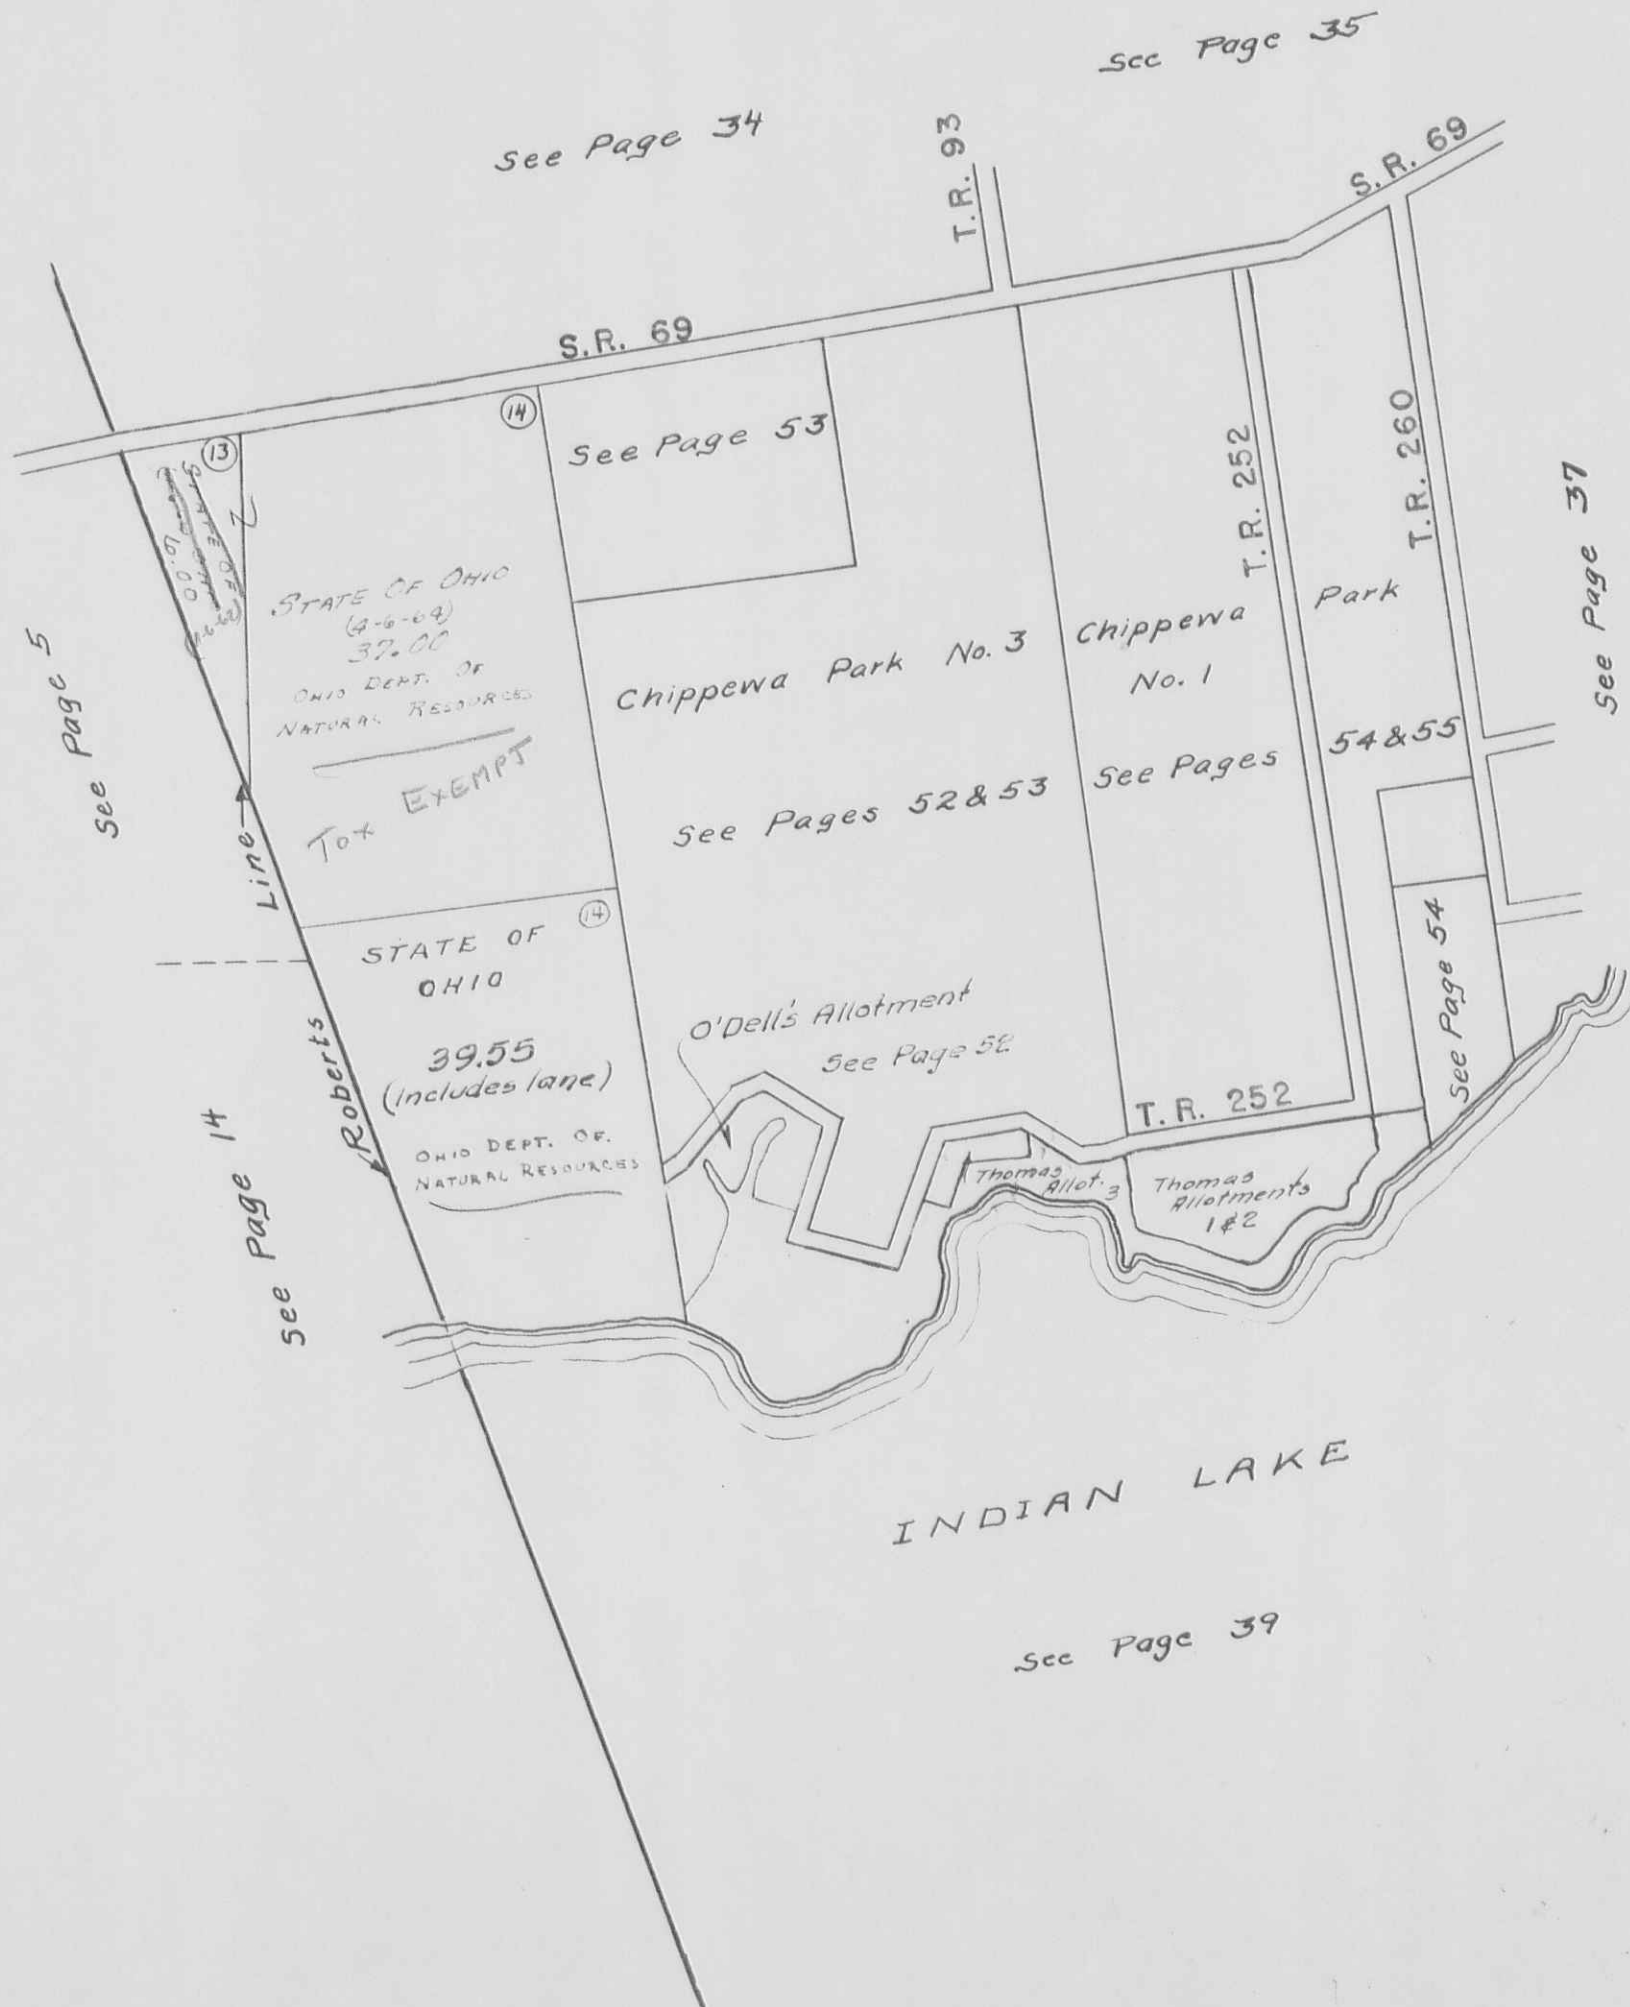 See Page 35
See Page 34
T.R. 93
S.R. 69
S.R. 69
14
See Page 53
13
STATE OF
OHIO
6.00
T.R. 252
T.R. 260
See Page 37
STATE OF OHIO
37.00
OHIO DEPT. OF
NATURAL RESOURCES
Tax EXEMPT
See Page 5
Chippewa Park No. 3
See Pages 52 & 53
Chippewa Park
No. 1
See Pages 54 & 55
Line
14
STATE OF
OHIO
39.55
(includes lane)
OHIO DEPT. OF.
NATURAL RESOURCES
Roberts
See Page 14
O'Dell's Allotment
See Page 52
See Page 54
T.R. 252
Thomas
Allot. 3
Thomas
Allotments
1 & 2
INDIAN LAKE
See Page 39